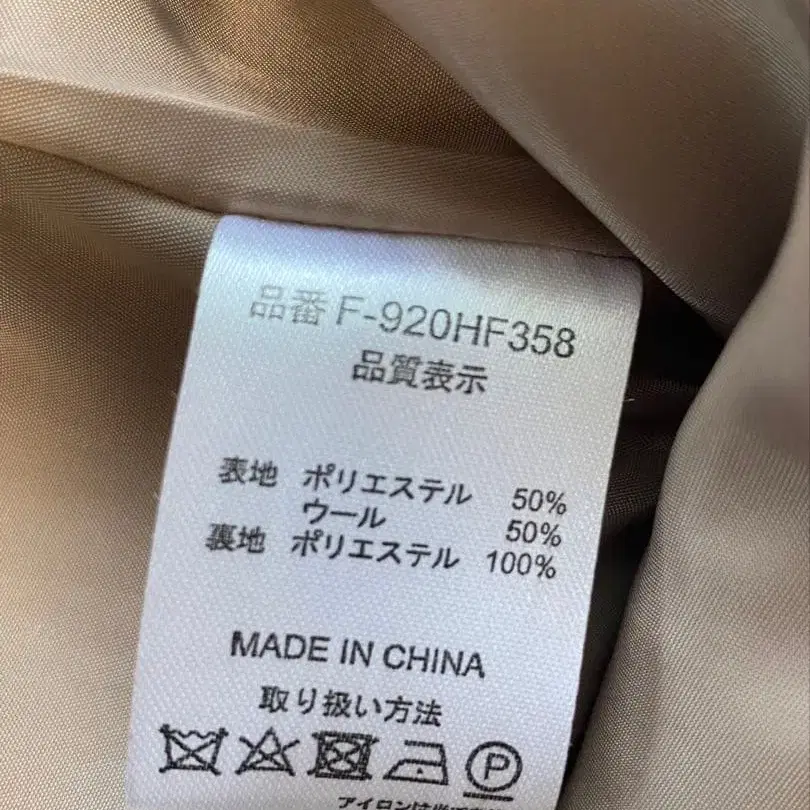 品番 F-920HF358
品質表示
表地 ポリエステル 50%
ウール 50%
裏地 ポリエステル 100%
MADE IN CHINA
取り扱い方法
P